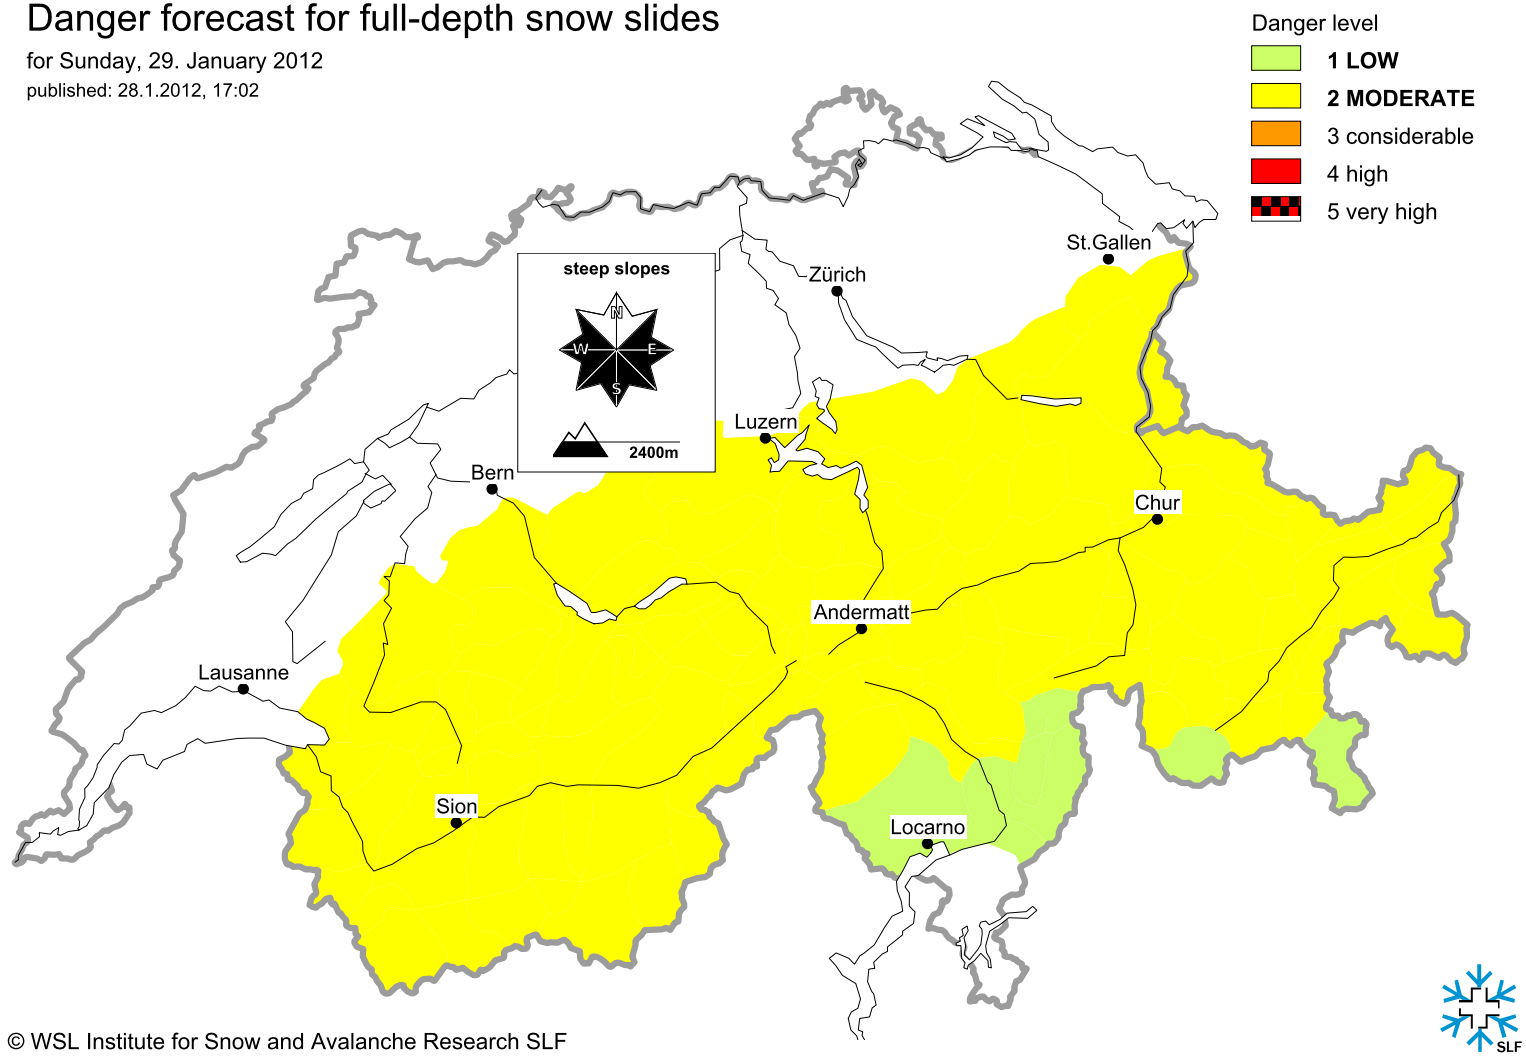 Danger forecast for full-depth snow slides
for Sunday, 29. January 2012
published: 28.1.2012, 17:02
Danger level
1 LOW
2 MODERATE
3 considerable
4 high
5 very high
St.Gallen
Zürich
steep slopes
N
W E
S
2400m
Luzern
Bern
Chur
Andermatt
Lausanne
Sion
Locarno
© WSL Institute for Snow and Avalanche Research SLF
SLF